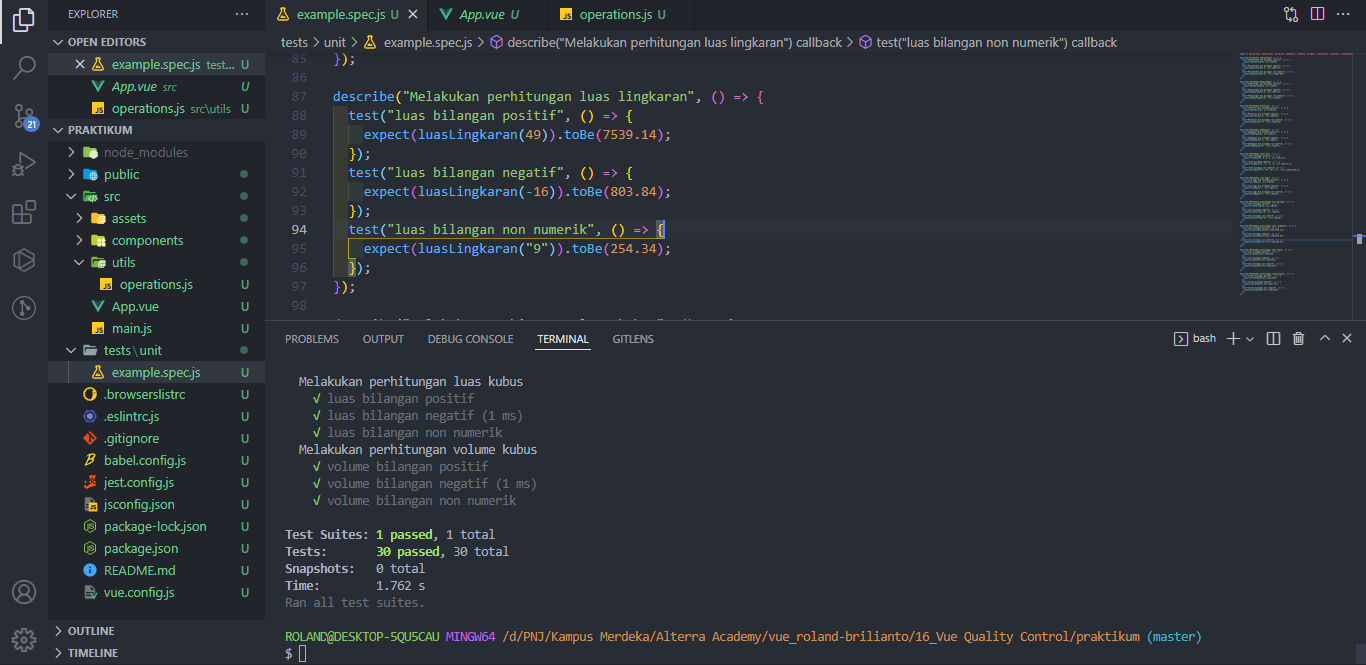 EXPLORER
OPEN EDITORS
example.spec.js test... U
App.vue src U
operations.js src\utils U
21
PRAKTIKUM
node_modules
public
src
assets
components
utils
operations.js U
App.vue U
main.js U
tests\unit
example.spec.js U
.browserslistrc U
.eslintrc.js U
.gitignore U
babel.config.js U
jest.config.js U
jsconfig.json U
package-lock.json U
package.json U
README.md U
vue.config.js U
OUTLINE
TIMELINE
example.spec.js U App.vue U operations.js U
tests > unit > example.spec.js > describe("Melakukan perhitungan luas lingkaran") callback > test("luas bilangan non numerik") callback
85 });
86
87 describe("Melakukan perhitungan luas lingkaran", () => {
88 test("luas bilangan positif", () => {
89 expect(luasLingkaran(49)).toBe(7539.14);
90 });
91 test("luas bilangan negatif", () => {
92 expect(luasLingkaran(-16)).toBe(803.84);
93 });
94 test("luas bilangan non numerik", () => {
95 expect(luasLingkaran("9")).toBe(254.34);
96 });
97 });
98
PROBLEMS OUTPUT DEBUG CONSOLE TERMINAL GITLENS
bash
Melakukan perhitungan luas kubus
√ luas bilangan positif
√ luas bilangan negatif (1 ms)
√ luas bilangan non numerik
Melakukan perhitungan volume kubus
√ volume bilangan positif
√ volume bilangan negatif (1 ms)
√ volume bilangan non numerik
Test Suites: 1 passed, 1 total
Tests: 30 passed, 30 total
Snapshots: 0 total
Time: 1.762 s
Ran all test suites.
ROLAND@DESKTOP-5QU5CAU MINGW64 /d/PNJ/Kampus Merdeka/Alterra Academy/vue_roland-brilianto/16_Vue Quality Control/praktikum (master)
$